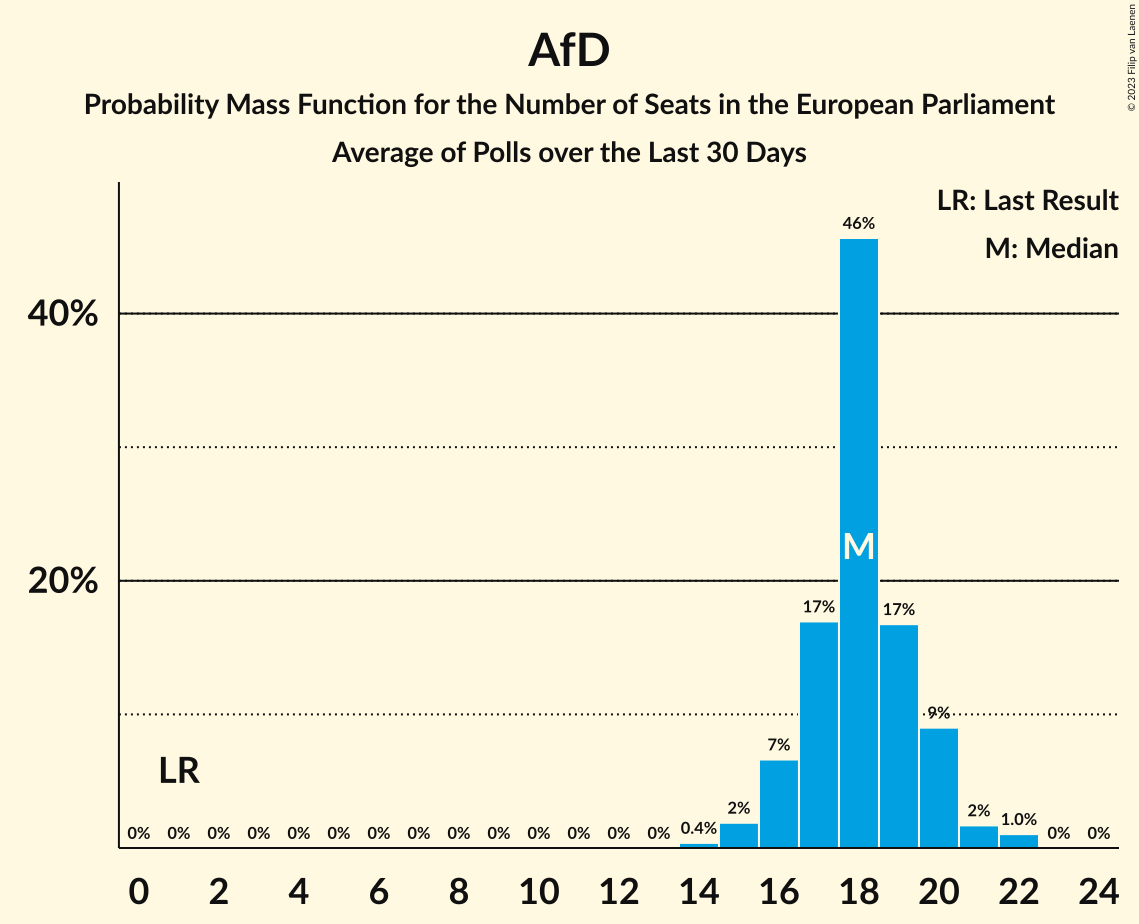 AfD
Probability Mass Function for the Number of Seats in the European Parliament
Average of Polls over the Last 30 Days
© 2023 Filip van Laenen
LR: Last Result
M: Median
46%
40%
M
20%
17%
17%
9%
7%
LR
2%
2%
0% 0% 0% 0% 0% 0% 0% 0% 0% 0% 0% 0% 0% 0% 0.4% 1.0% 0% 0%
0 2 4 6 8 10 12 14 16 18 20 22 24